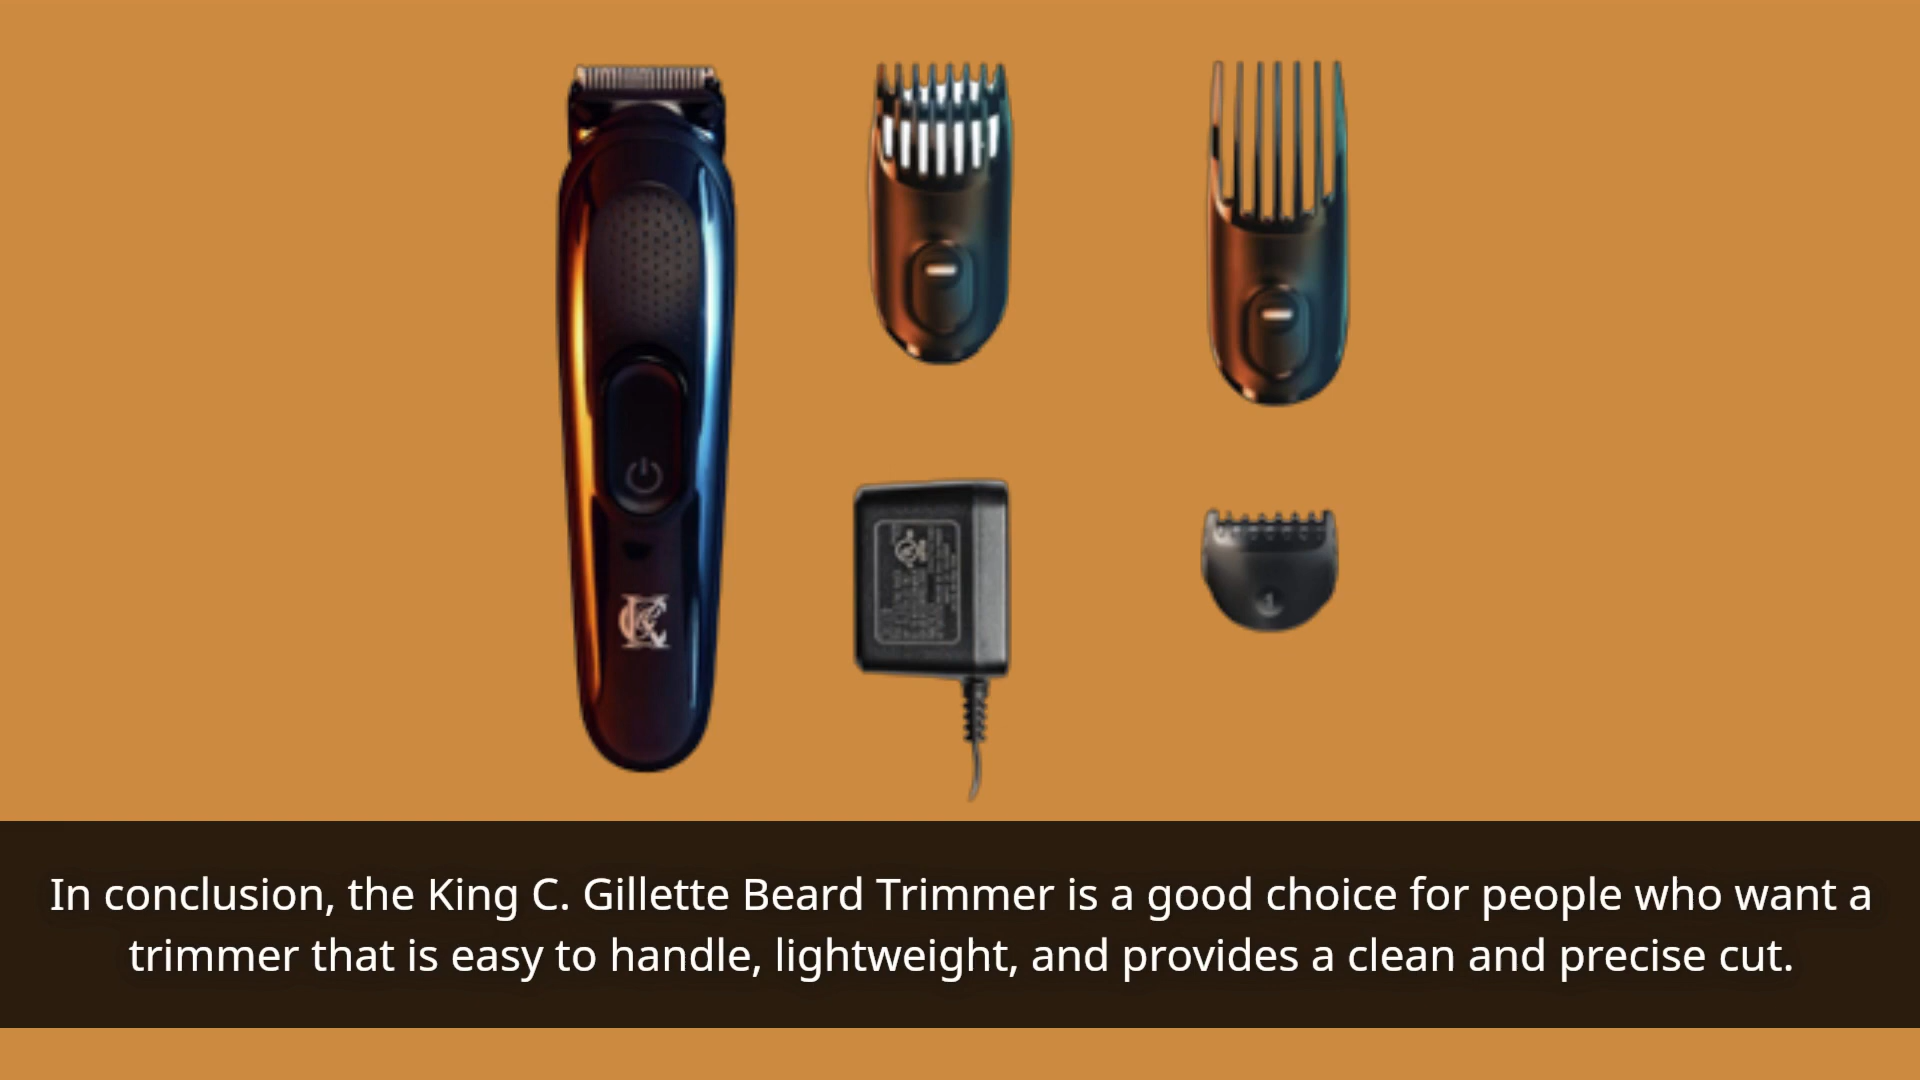 In conclusion, the King C. Gillette Beard Trimmer is a good choice for people who want a
trimmer that is easy to handle, lightweight, and provides a clean and precise cut.